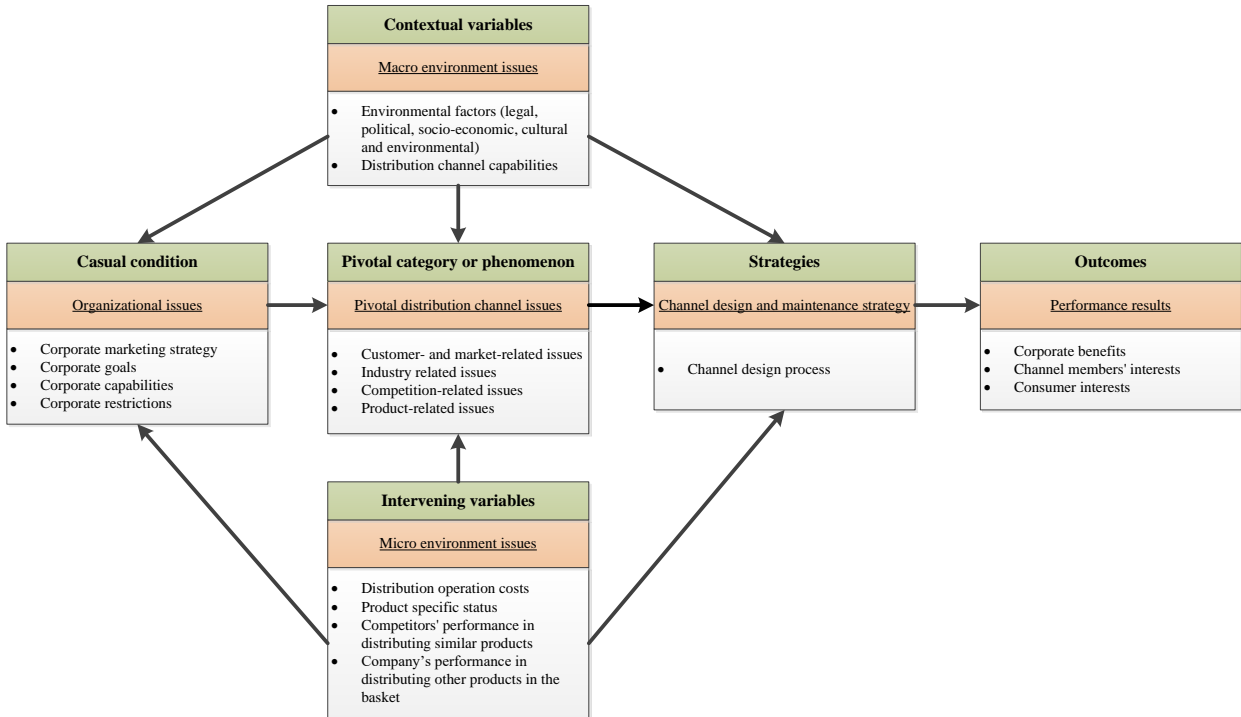 Contextual variables
Macro environment issues
• Environmental factors (legal,
political, socio-economic, cultural
and environmental)
• Distribution channel capabilities
Casual condition
Organizational issues
• Corporate marketing strategy
• Corporate goals
• Corporate capabilities
• Corporate restrictions
Pivotal category or phenomenon
Pivotal distribution channel issues
• Customer- and market-related issues
• Industry related issues
• Competition-related issues
• Product-related issues
Strategies
Channel design and maintenance strategy
• Channel design process
Outcomes
Performance results
• Corporate benefits
• Channel members' interests
• Consumer interests
Intervening variables
Micro environment issues
• Distribution operation costs
• Product specific status
• Competitors' performance in
distributing similar products
• Company’s performance in
distributing other products in the
basket